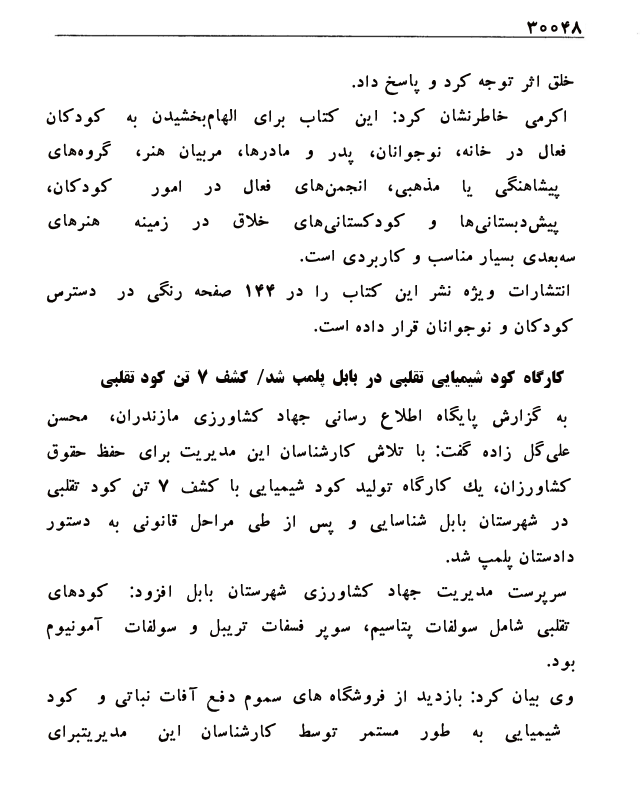 ۳۰۰۴۸
خلق اثر توجه کرد و پاسخ داد.
اکرمی خاطرنشان کرد: این کتاب برای الهام‌بخشیدن به کودکان
فعال در خانه، نوجوانان، پدر و مادرها، مربیان هنر، گروه‌های
پیشاهنگی یا مذهبی، انجمن‌های فعال در امور کودکان،
پیش‌دبستانی‌ها و کودکستانی‌های خلاق در زمینه هنرهای
سه‌بعدی بسیار مناسب و کاربردی است.
انتشارات ویژه نشر این کتاب را در ۱۴۴ صفحه رنگی در دسترس
کودکان و نوجوانان قرار داده است.
کارگاه کود شیمیایی تقلبی در بابل پلمپ شد/ کشف ۷ تن کود تقلبی
به گزارش پایگاه اطلاع رسانی جهاد کشاورزی مازندران، محسن
علی‌گل زاده گفت: با تلاش کارشناسان این مدیریت برای حفظ حقوق
کشاورزان، یك کارگاه تولید کود شیمیایی با کشف ۷ تن کود تقلبی
در شهرستان بابل شناسایی و پس از طی مراحل قانونی به دستور
دادستان پلمپ شد.
سرپرست مدیریت جهاد کشاورزی شهرستان بابل افزود: کودهای
تقلبی شامل سولفات پتاسیم، سوپر فسفات تریبل و سولفات آمونیوم
بود.
وی بیان کرد: بازدید از فروشگاه های سموم دفع آفات نباتی و کود
شیمیایی به طور مستمر توسط کارشناسان این مدیریتبرای